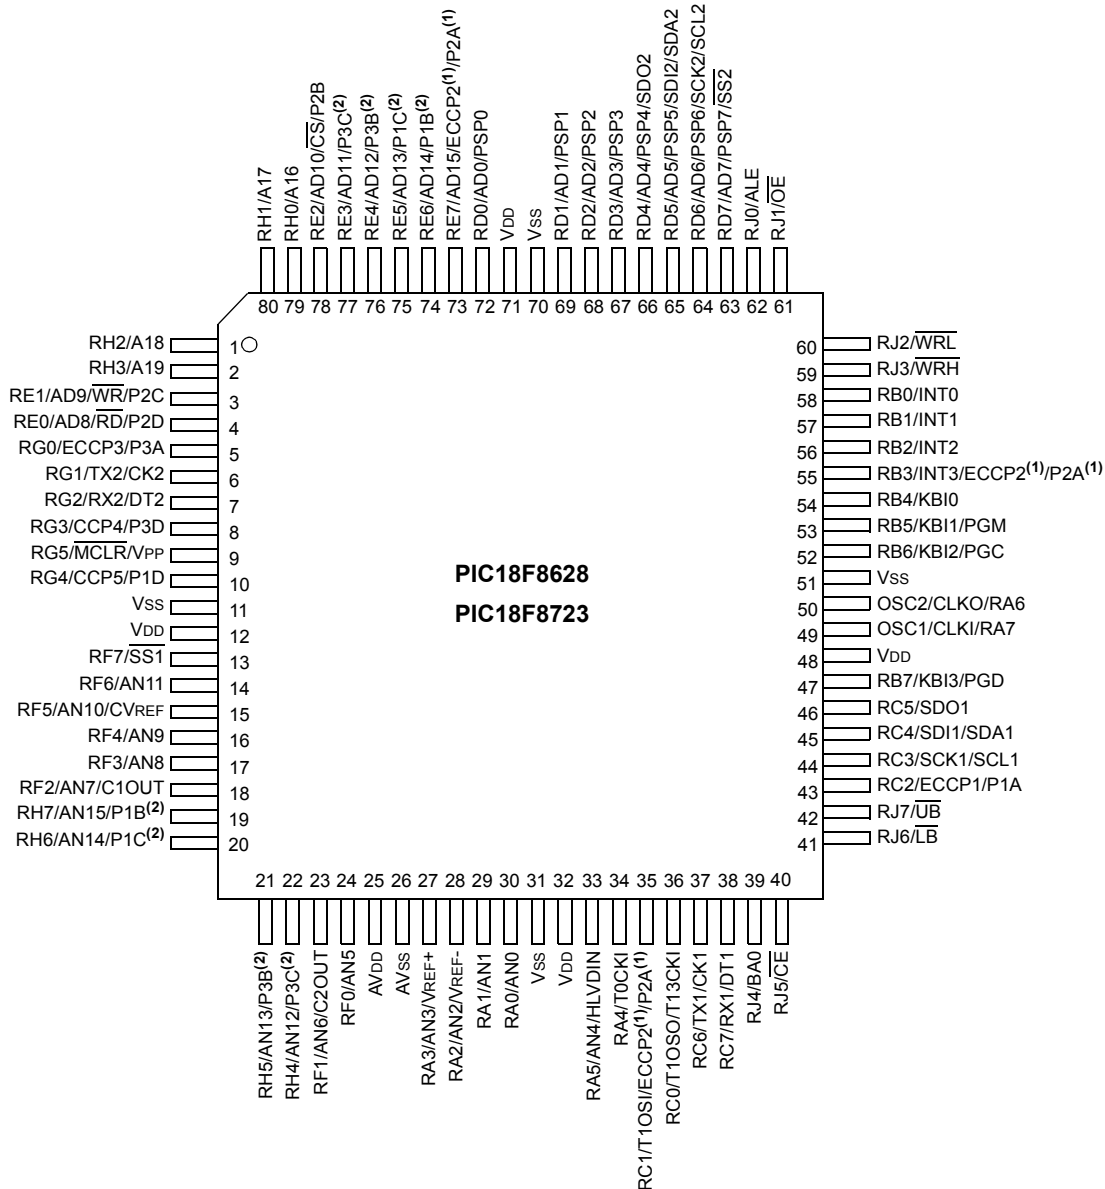 RH1/A17
RH0/A16
RE2/AD10/CS/P2B
RE3/AD11/P3C(2)
RE4/AD12/P3B(2)
RE5/AD13/P1C(2)
RE6/AD14/P1B(2)
RE7/AD15/ECCP2(1)/P2A(1)
RD0/AD0/PSP0
VDD
VSS
RD1/AD1/PSP1
RD2/AD2/PSP2
RD3/AD3/PSP3
RD4/AD4/PSP4/SDO2
RD5/AD5/PSP5/SDI2/SDA2
RD6/AD6/PSP6/SCK2/SCL2
RD7/AD7/PSP7/SS2
RJ0/ALE
RJ1/OE
80 79 78 77 76 75 74 73 72 71 70 69 68 67 66 65 64 63 62 61
RH2/A18 1
RH3/A19 2
RE1/AD9/WR/P2C 3
RE0/AD8/RD/P2D 4
RG0/ECCP3/P3A 5
RG1/TX2/CK2 6
RG2/RX2/DT2 7
RG3/CCP4/P3D 8
RG5/MCLR/VPP 9
RG4/CCP5/P1D 10
VSS 11
VDD 12
RF7/SS1 13
RF6/AN11 14
RF5/AN10/CVREF 15
RF4/AN9 16
RF3/AN8 17
RF2/AN7/C1OUT 18
RH7/AN15/P1B(2) 19
RH6/AN14/P1C(2) 20
PIC18F8628
PIC18F8723
60 RJ2/WRL
59 RJ3/WRH
58 RB0/INT0
57 RB1/INT1
56 RB2/INT2
55 RB3/INT3/ECCP2(1)/P2A(1)
54 RB4/KBI0
53 RB5/KBI1/PGM
52 RB6/KBI2/PGC
51 VSS
50 OSC2/CLKO/RA6
49 OSC1/CLKI/RA7
48 VDD
47 RB7/KBI3/PGD
46 RC5/SDO1
45 RC4/SDI1/SDA1
44 RC3/SCK1/SCL1
43 RC2/ECCP1/P1A
42 RJ7/UB
41 RJ6/LB
21 22 23 24 25 26 27 28 29 30 31 32 33 34 35 36 37 38 39 40
RH5/AN13/P3B(2)
RH4/AN12/P3C(2)
RF1/AN6/C2OUT
RF0/AN5
AVDD
AVSS
RA3/AN3/VREF+
RA2/AN2/VREF-
RA1/AN1
RA0/AN0
VSS
VDD
RA5/AN4/HLVDIN
RA4/T0CKI
RC1/T1OSI/ECCP2(1)/P2A(1)
RC0/T1OSO/T13CKI
RC6/TX1/CK1
RC7/RX1/DT1
RJ4/BA0
RJ5/CE